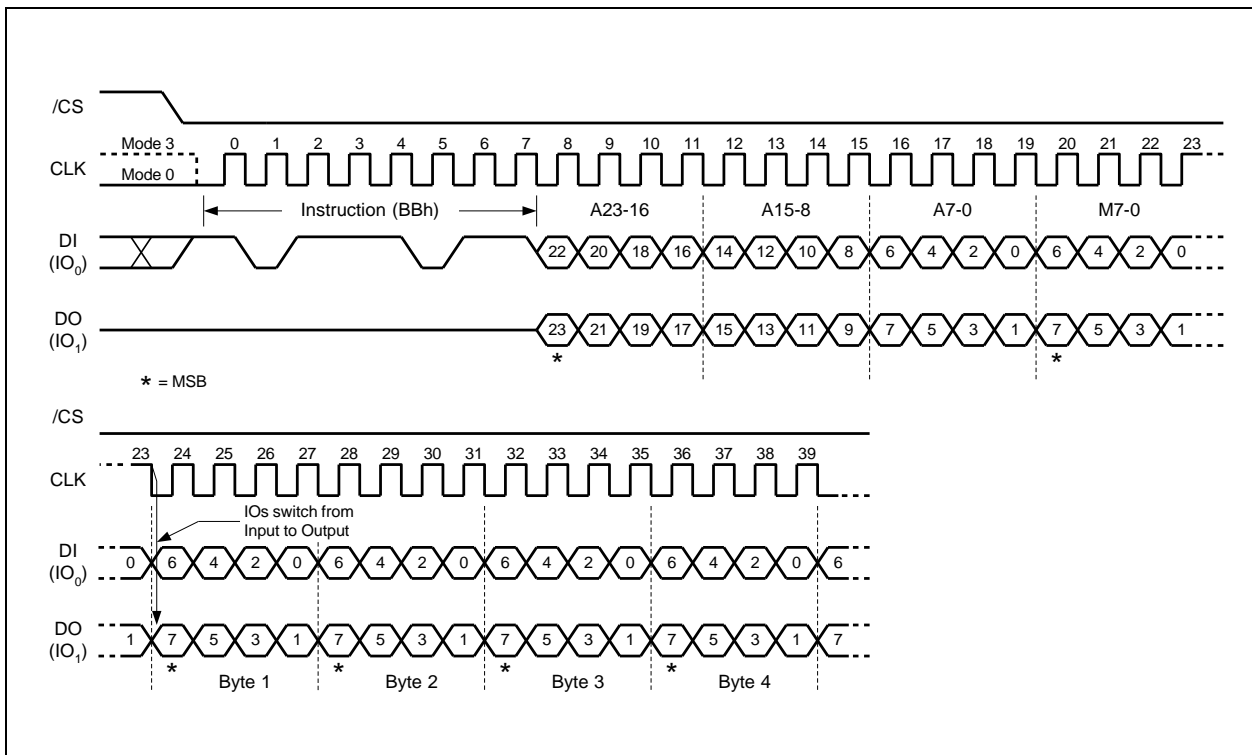 /CS
Mode 3 0 1 2 3 4 5 6 7 8 9 10 11 12 13 14 15 16 17 18 19 20 21 22 23
CLK
Mode 0
Instruction (BBh) A23-16 A15-8 A7-0 M7-0
DI
(IO0)
22 20 18 16 14 12 10 8 6 4 2 0 6 4 2 0
DO
(IO1)
23 21 19 17 15 13 11 9 7 5 3 1 7 5 3 1
* *
* = MSB
/CS
23 24 25 26 27 28 29 30 31 32 33 34 35 36 37 38 39
CLK
IOs switch from
Input to Output
DI
(IO0)
0 6 4 2 0 6 4 2 0 6 4 2 0 6 4 2 0 6
DO
(IO1)
1 7 5 3 1 7 5 3 1 7 5 3 1 7 5 3 1 7
* * * *
Byte 1 Byte 2 Byte 3 Byte 4